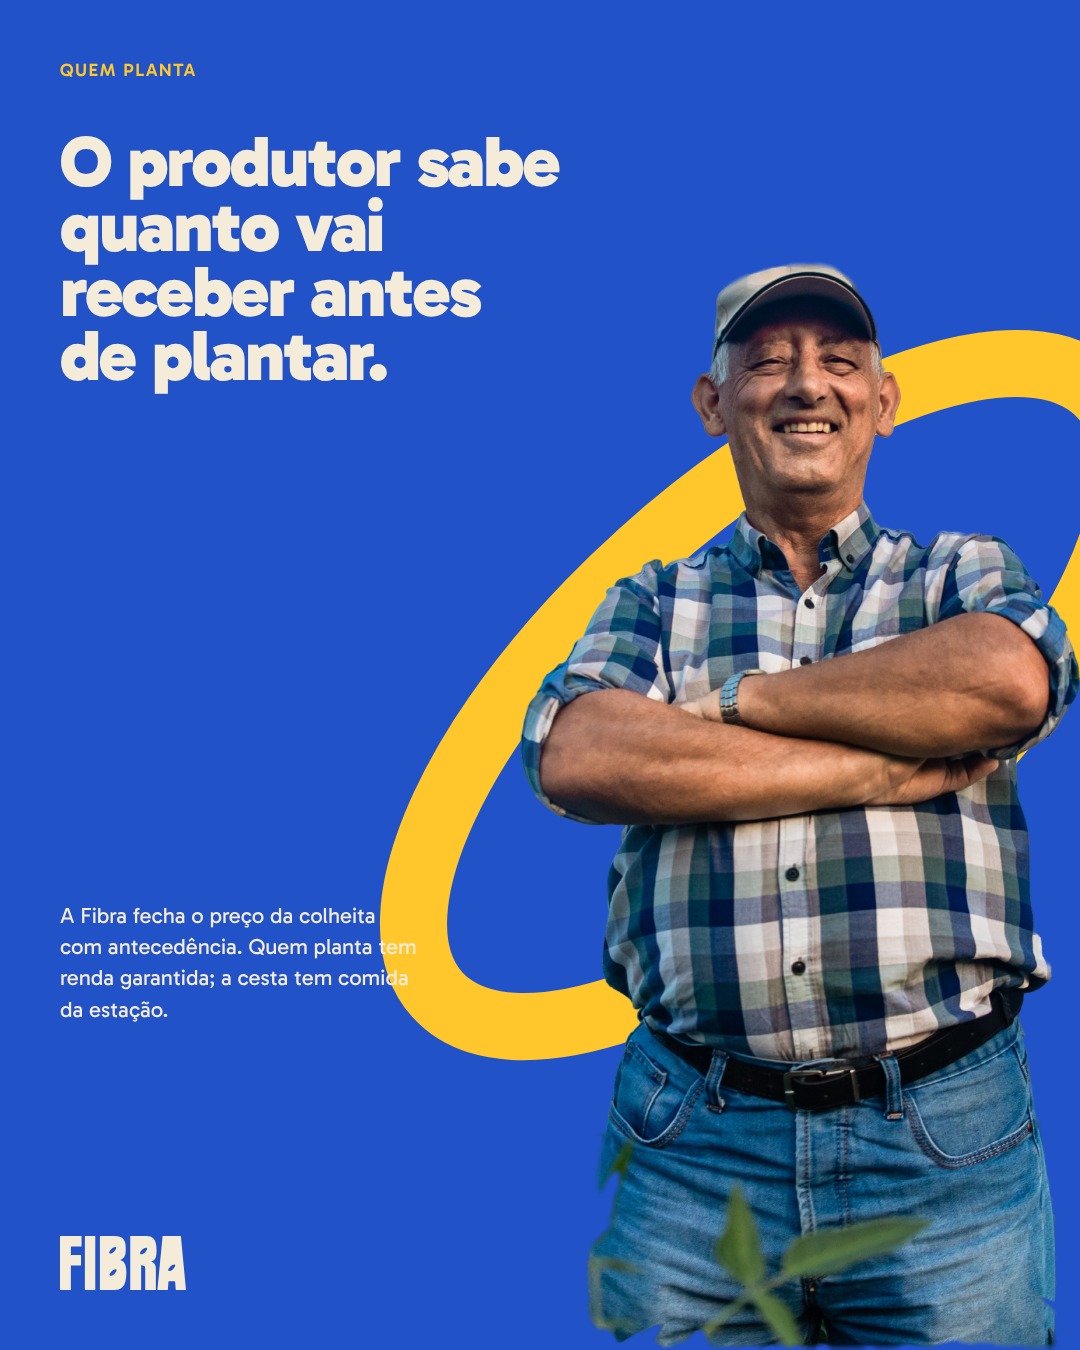 QUEM PLANTA
O produtor sabe
quanto vai
receber antes
de plantar.
A Fibra fecha o preço da colheita
com antecedência. Quem planta tem
renda garantida; a cesta tem comida
da estação.
FIBRA